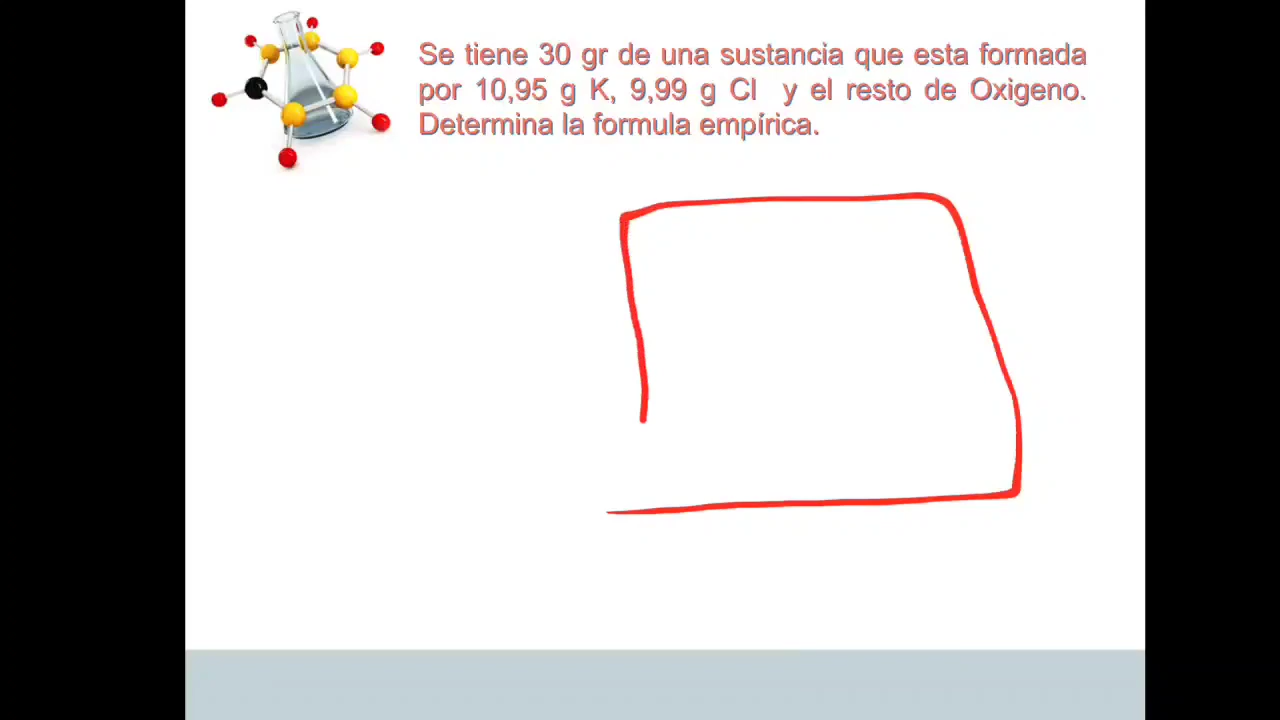 Se tiene 30 gr de una sustancia que esta formada
por 10,95 g K, 9,99 g Cl y el resto de Oxigeno.
Determina la formula empírica.